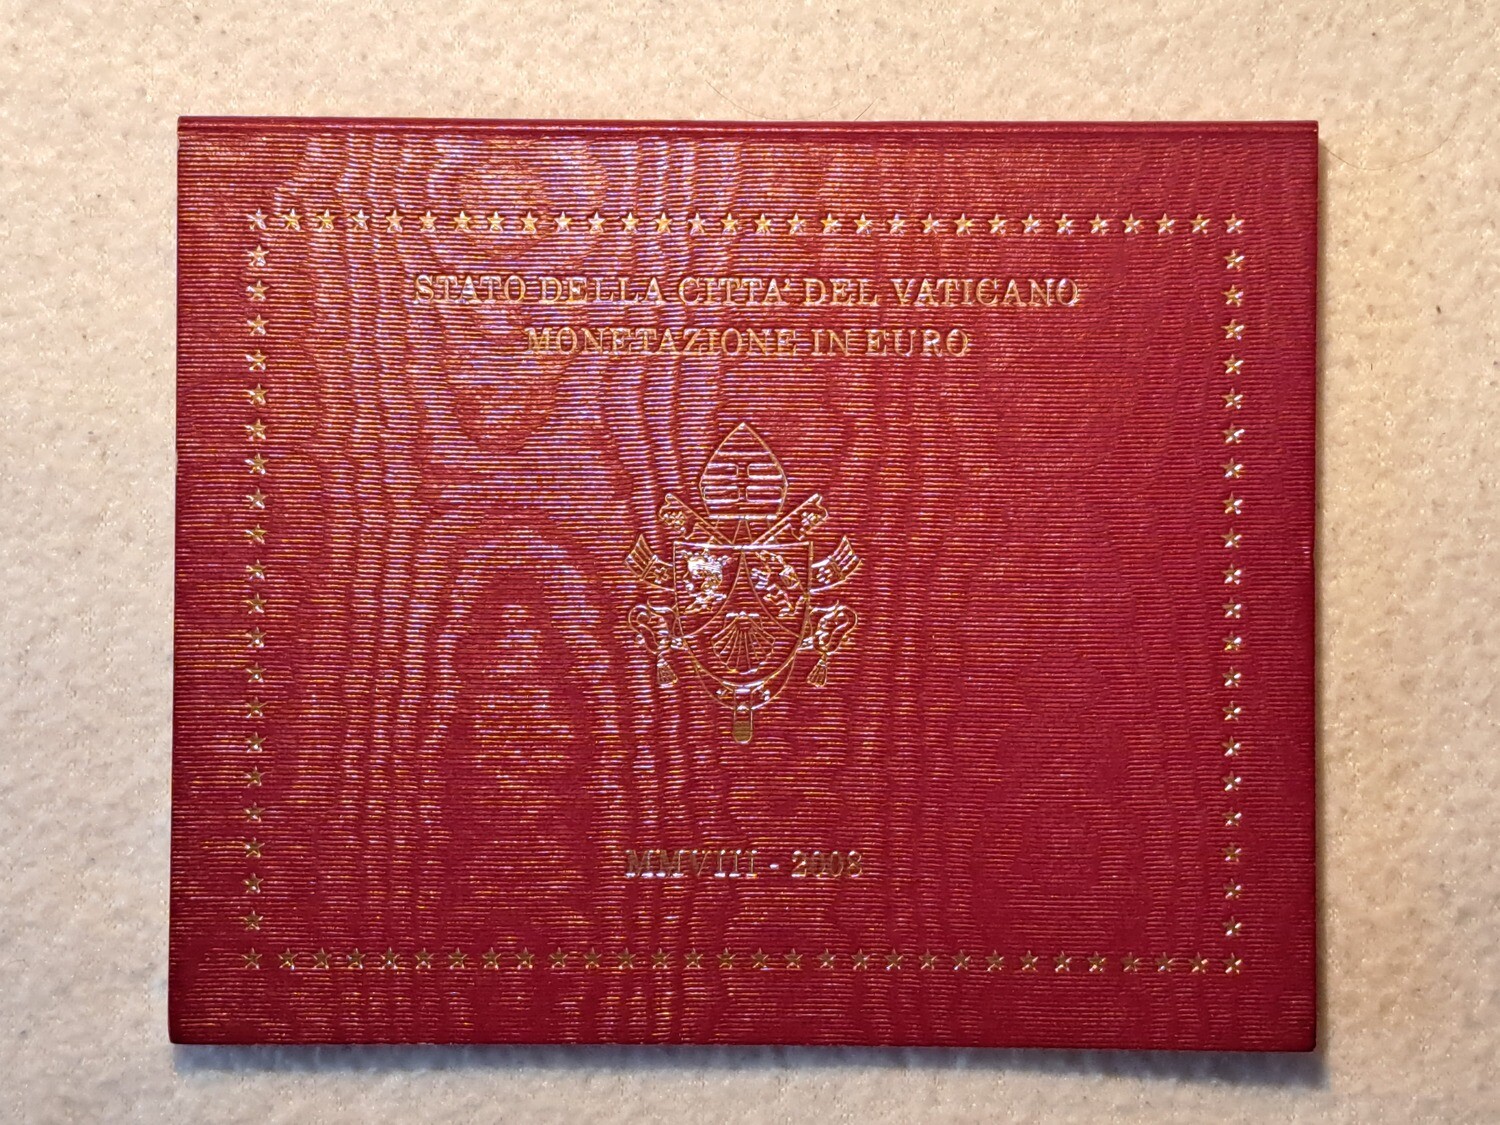 STATO DELLA CITTA' DEL VATICANO
MONETAZIONE IN EURO
MMVIII - 2008